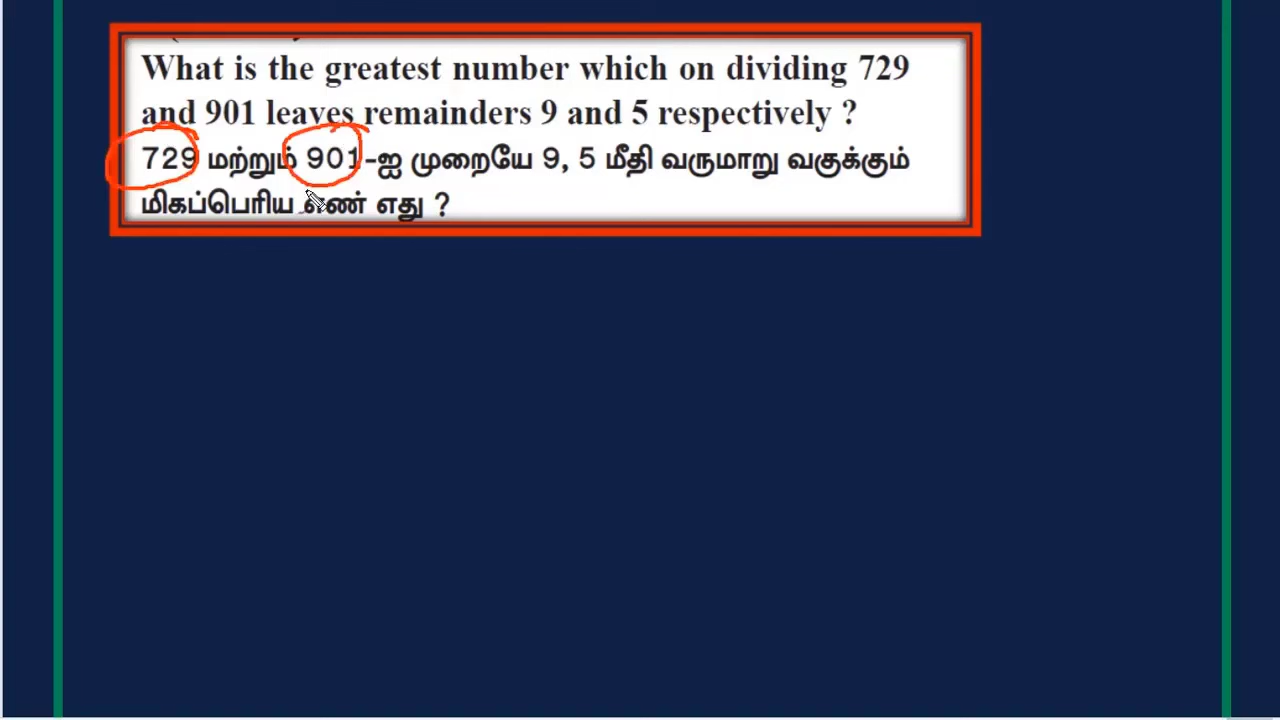 What is the greatest number which on dividing 729
and 901 leaves remainders 9 and 5 respectively ?
729 மற்றும் 901-ஐ முறையே 9, 5 மீதி வருமாறு வகுக்கும்
மிகப்பெரிய எண் எது ?